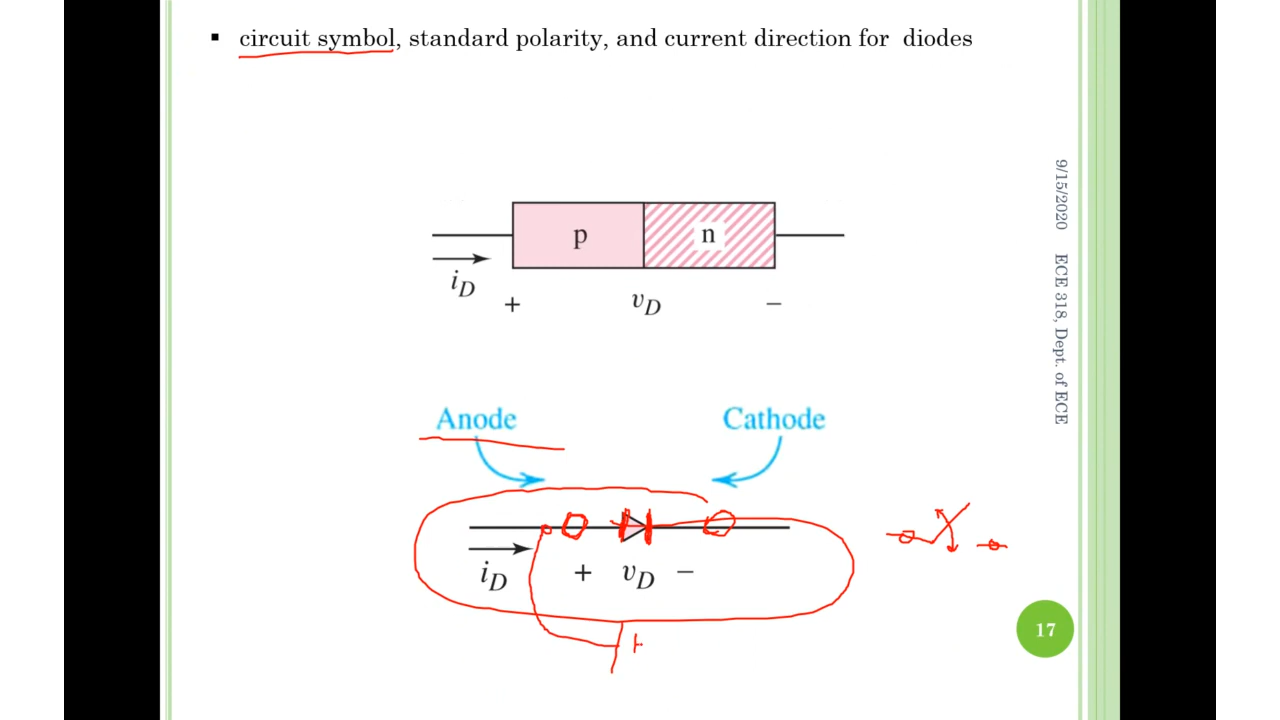 ▪ circuit symbol, standard polarity, and current direction for diodes
p n
iD
+ vD −
Anode Cathode
iD + vD −
+
9/15/2020 ECE 318, Dept. of ECE
17